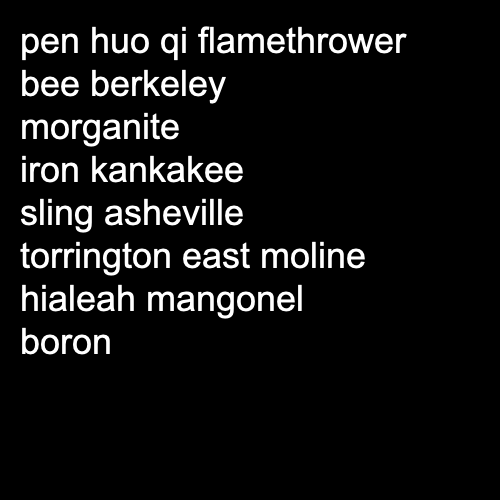 pen huo qi flamethrower
bee berkeley
morganite
iron kankakee
sling asheville
torrington east moline
hialeah mangonel
boron